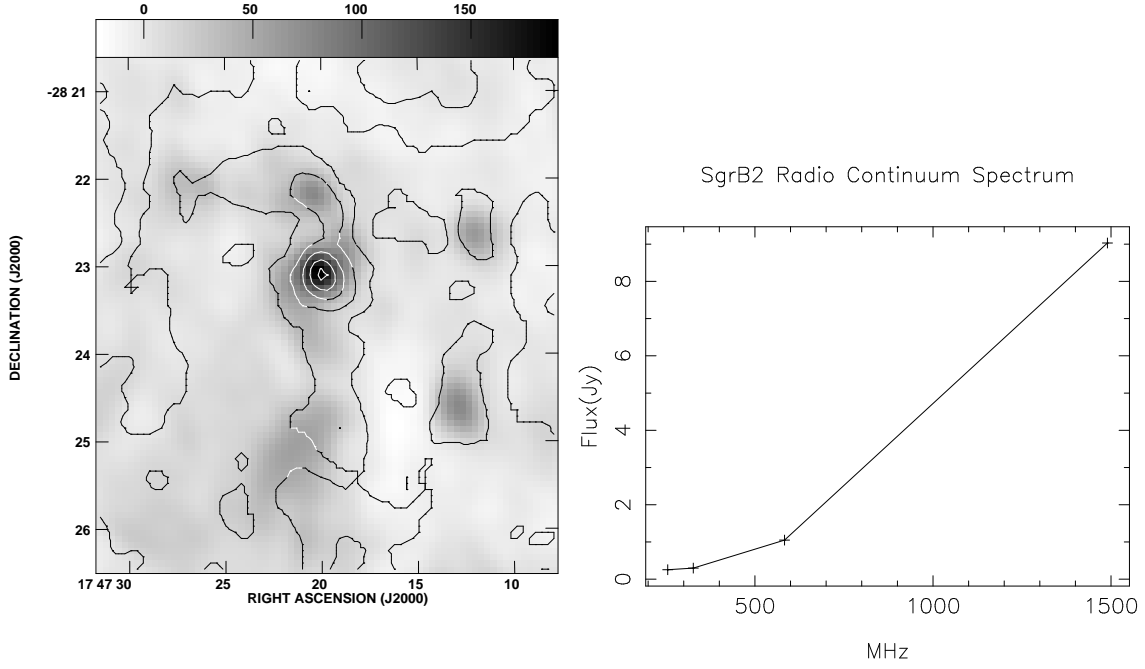 0 50 100 150
-28 21
22
23
24
25
26
DECLINATION (J2000)
17 47 30 25 20 15 10
RIGHT ASCENSION (J2000)
SgrB2 Radio Continuum Spectrum
8
6
4
2
0
Flux(Jy)
500 1000 1500
MHz